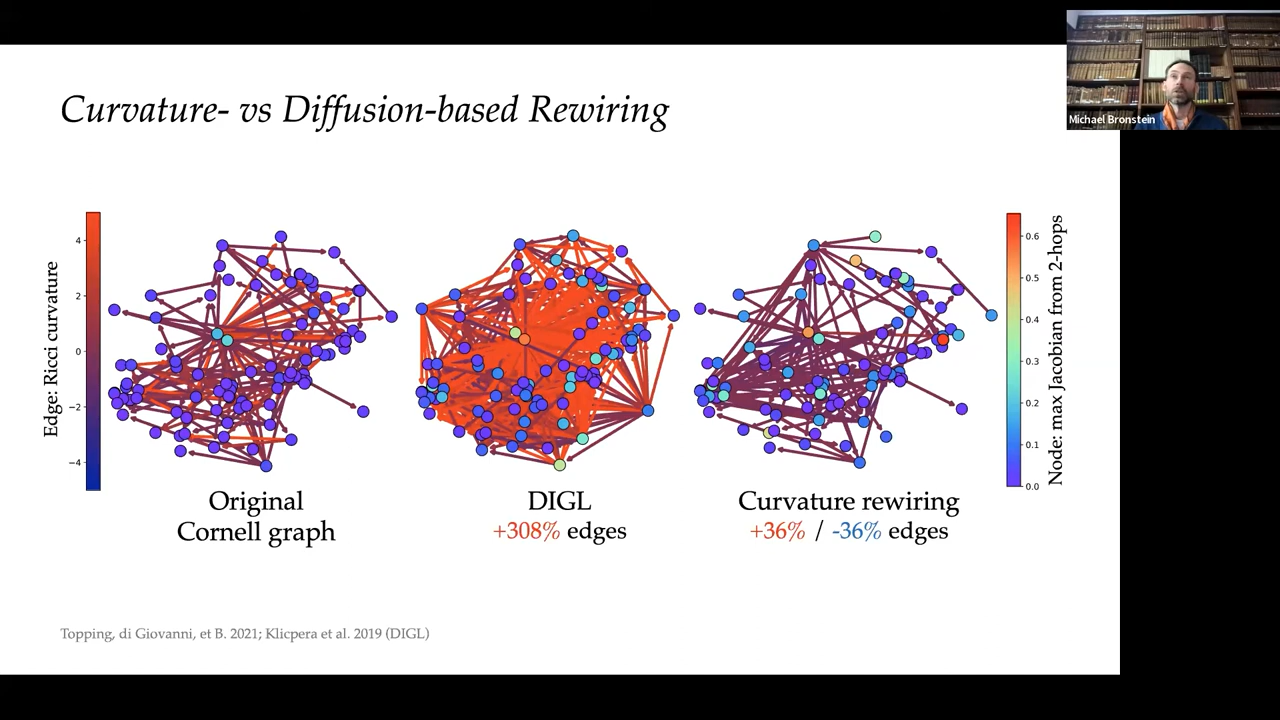 Michael Bronstein
Curvature- vs Diffusion-based Rewiring
Edge: Ricci curvature
4
2
0
−2
−4
Node: max Jacobian from 2-hops
0.6
0.5
0.4
0.3
0.2
0.1
0.0
Original
Cornell graph
DIGL
+308% edges
Curvature rewiring
+36% / -36% edges
Topping, di Giovanni, et B. 2021; Klicpera et al. 2019 (DIGL)